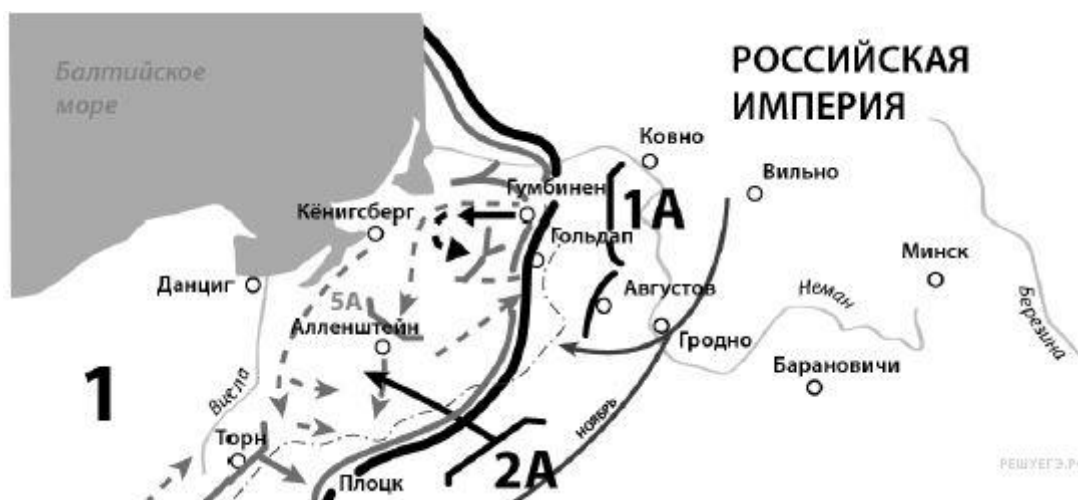 Балтийское
море
РОССИЙСКАЯ
ИМПЕРИЯ
Ковно
Вильно
Гумбинен
1А
Кёнигсберг
Гольдап
Минск
Данциг
Августов
Неман
5А
Березина
Алленштейн
Гродно
Барановичи
1
Висла
НОЯБРЬ
Торн
2А
Плоцк